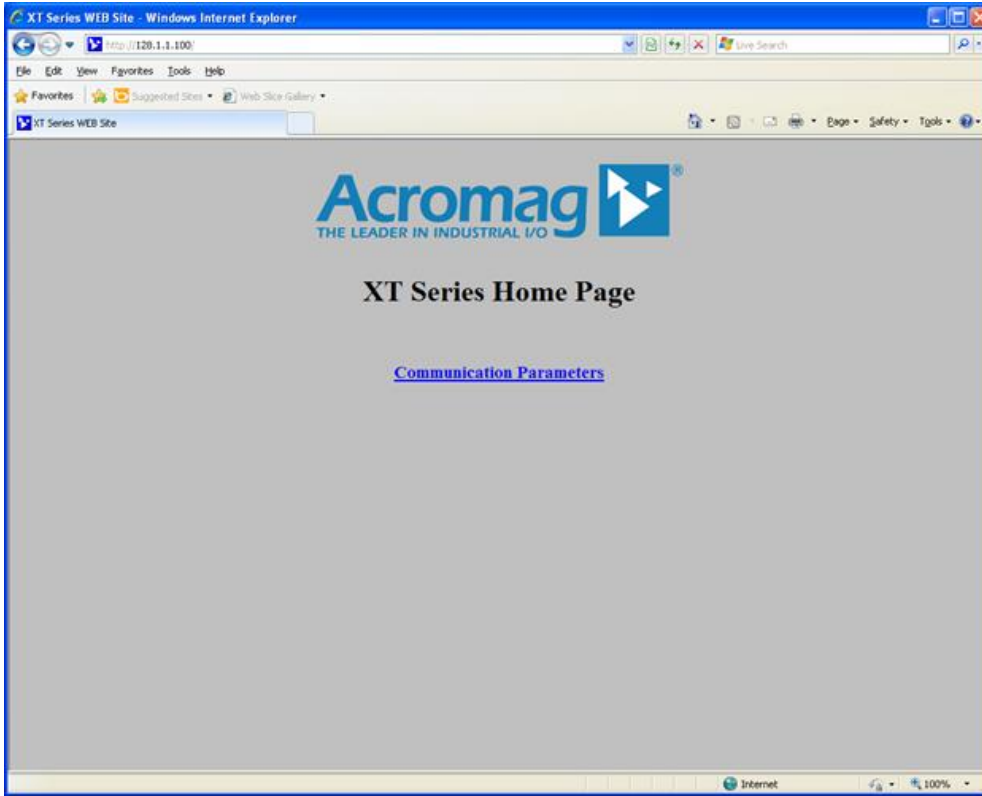 XT Series WEB Site - Windows Internet Explorer
http://128.1.1.100/
Live Search
File Edit View Favorites Tools Help
Favorites Suggested Sites Web Slice Gallery
XT Series WEB Site
Page Safety Tools
Acromag ®
THE LEADER IN INDUSTRIAL I/O
XT Series Home Page
Communication Parameters
Internet 100%